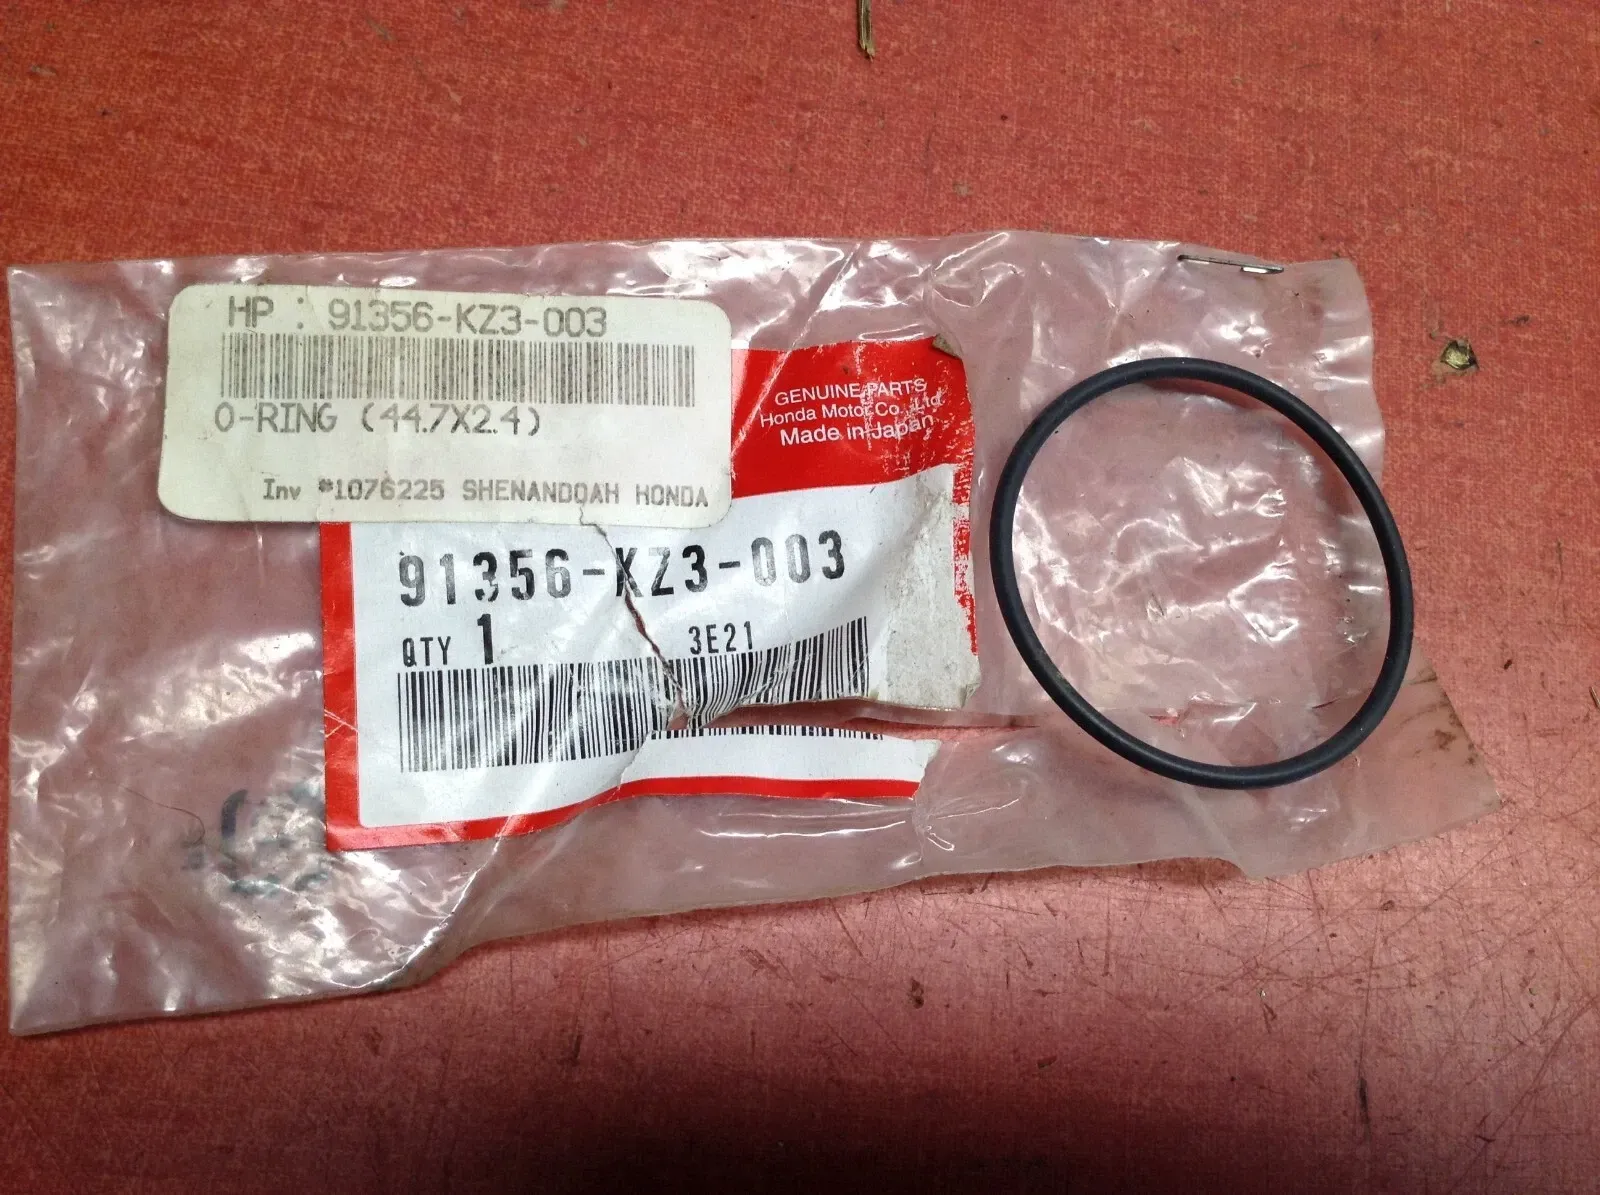 HP : 91356-KZ3-003
O-RING (44.7X2.4)
Inv #1076225 SHENANDOAH HONDA
GENUINE PARTS
Honda Motor Co., Ltd.
Made in Japan
91356-KZ3-003
QTY 1 3E21